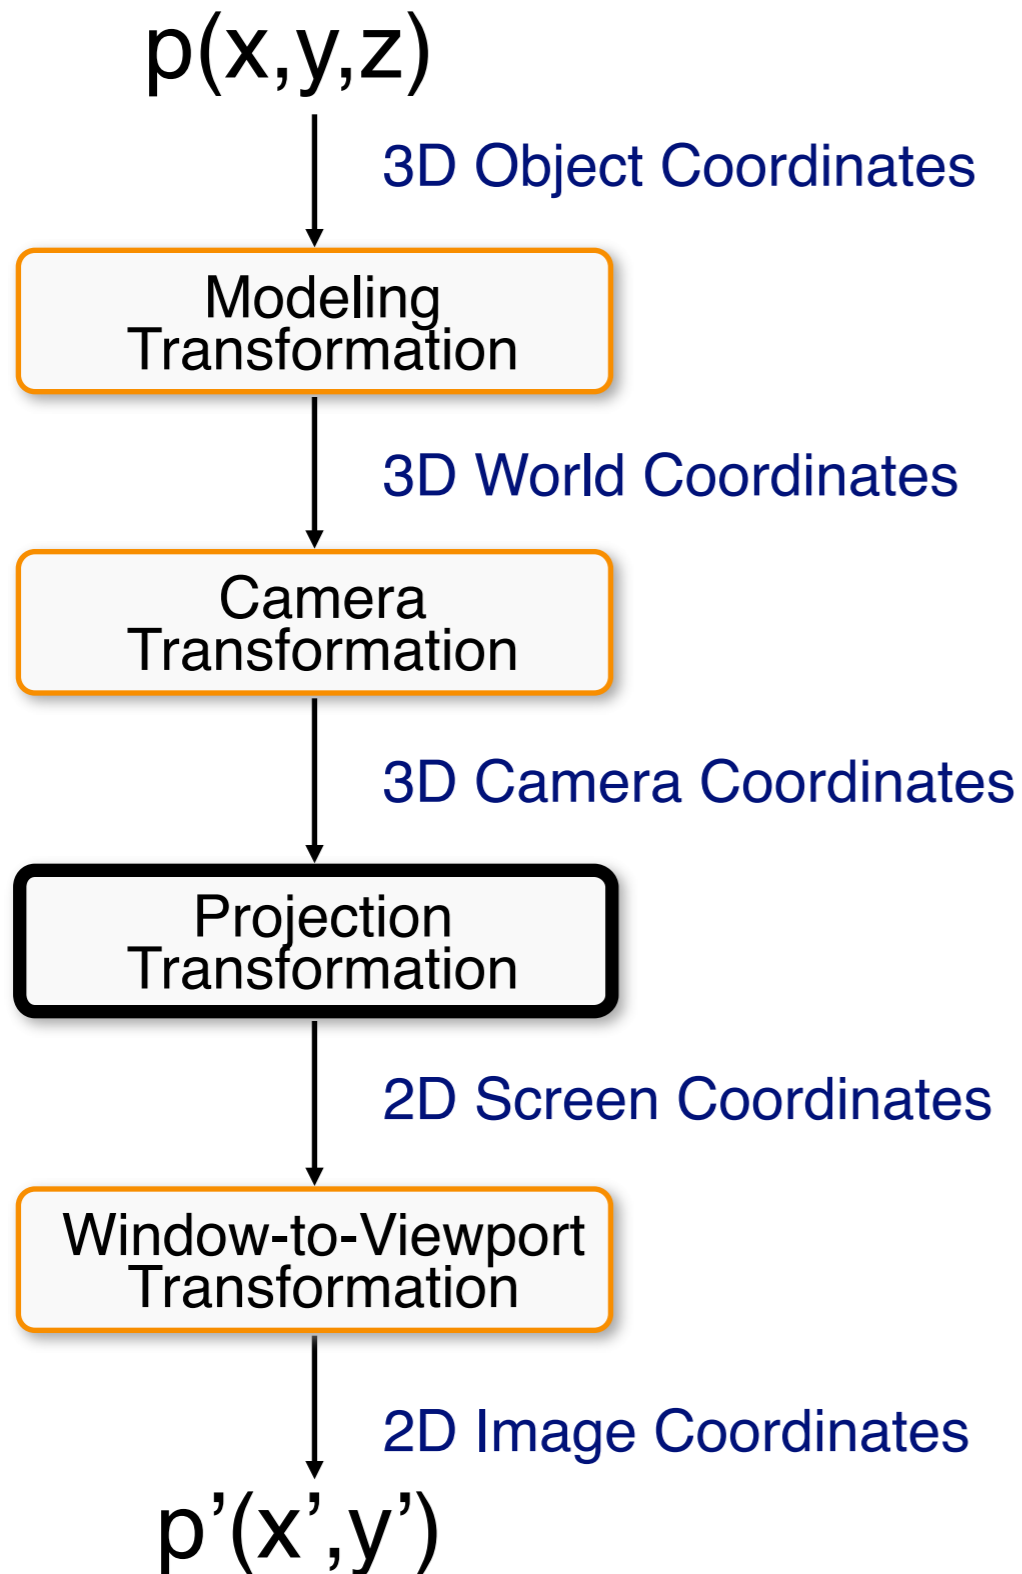 p(x,y,z)
3D Object Coordinates
Modeling
Transformation
3D World Coordinates
Camera
Transformation
3D Camera Coordinates
Projection
Transformation
2D Screen Coordinates
Window-to-Viewport
Transformation
2D Image Coordinates
p’(x’,y’)